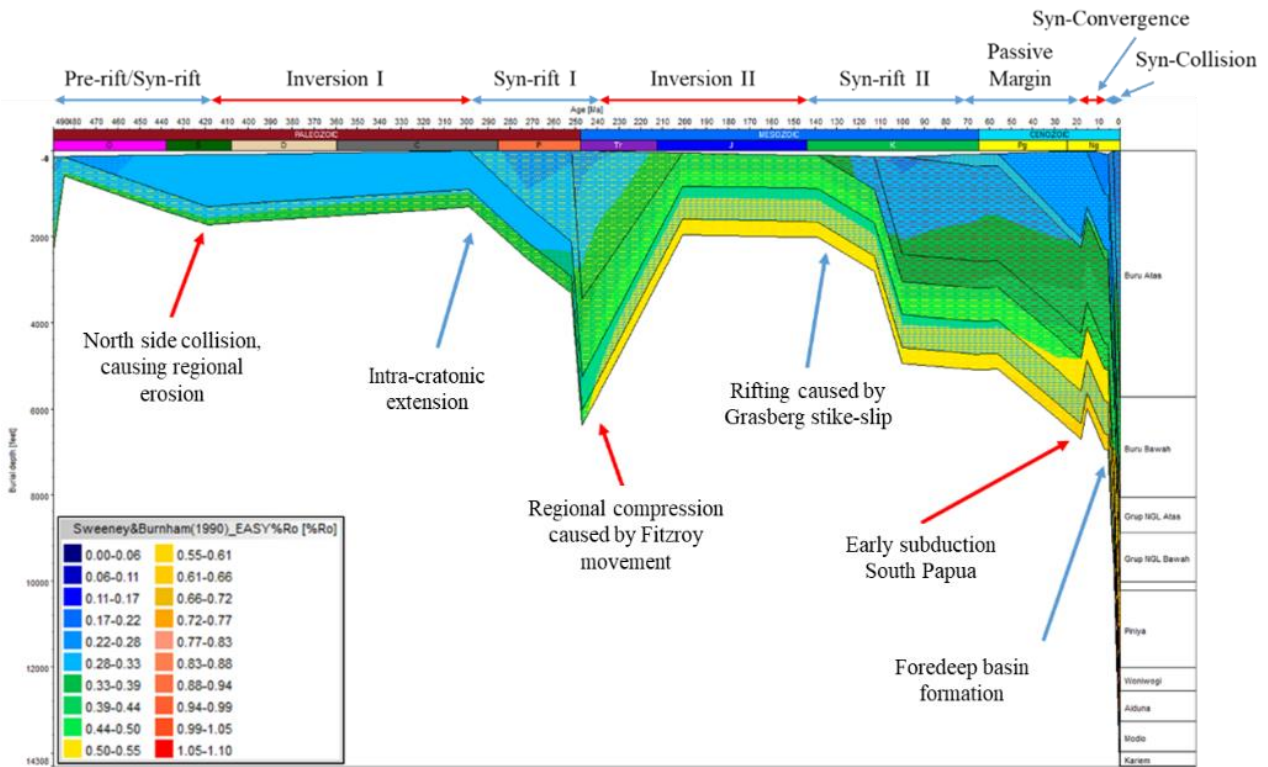 Syn-Convergence
Passive
Margin
Syn-Collision
Pre-rift/Syn-rift
Inversion I
Syn-rift I
Inversion II
Syn-rift II
Age [Ma]
490480 470 460 450 440 430 420 410 400 390 380 370 360 350 340 330 320 310 300 290 280 270 260 250 240 230 220 210 200 190 180 170 160 150 140 130 120 110 100 90 80 70 60 50 40 30 20 10 0
PALEOZOIC MESOZOIC CENOZOIC
O S D C P Tr J K Pg Ng
2000
4000
6000
8000
10000
12000
14300
Burial depth [feet]
Buru Atas
Buru Bawah
Grup NGL Atas
Grup NGL Bawah
Piniya
Woniwogi
Aiduna
Modio
Kariem
North side collision,
causing regional
erosion
Intra-cratonic
extension
Regional compression
caused by Fitzroy
movement
Rifting caused by
Grasberg stike-slip
Early subduction
South Papua
Foredeep basin
formation
Sweeney&Burnham(1990)_EASY%Ro [%Ro]
0.00-0.06 0.55-0.61
0.06-0.11 0.61-0.66
0.11-0.17 0.66-0.72
0.17-0.22 0.72-0.77
0.22-0.28 0.77-0.83
0.28-0.33 0.83-0.88
0.33-0.39 0.88-0.94
0.39-0.44 0.94-0.99
0.44-0.50 0.99-1.05
0.50-0.55 1.05-1.10